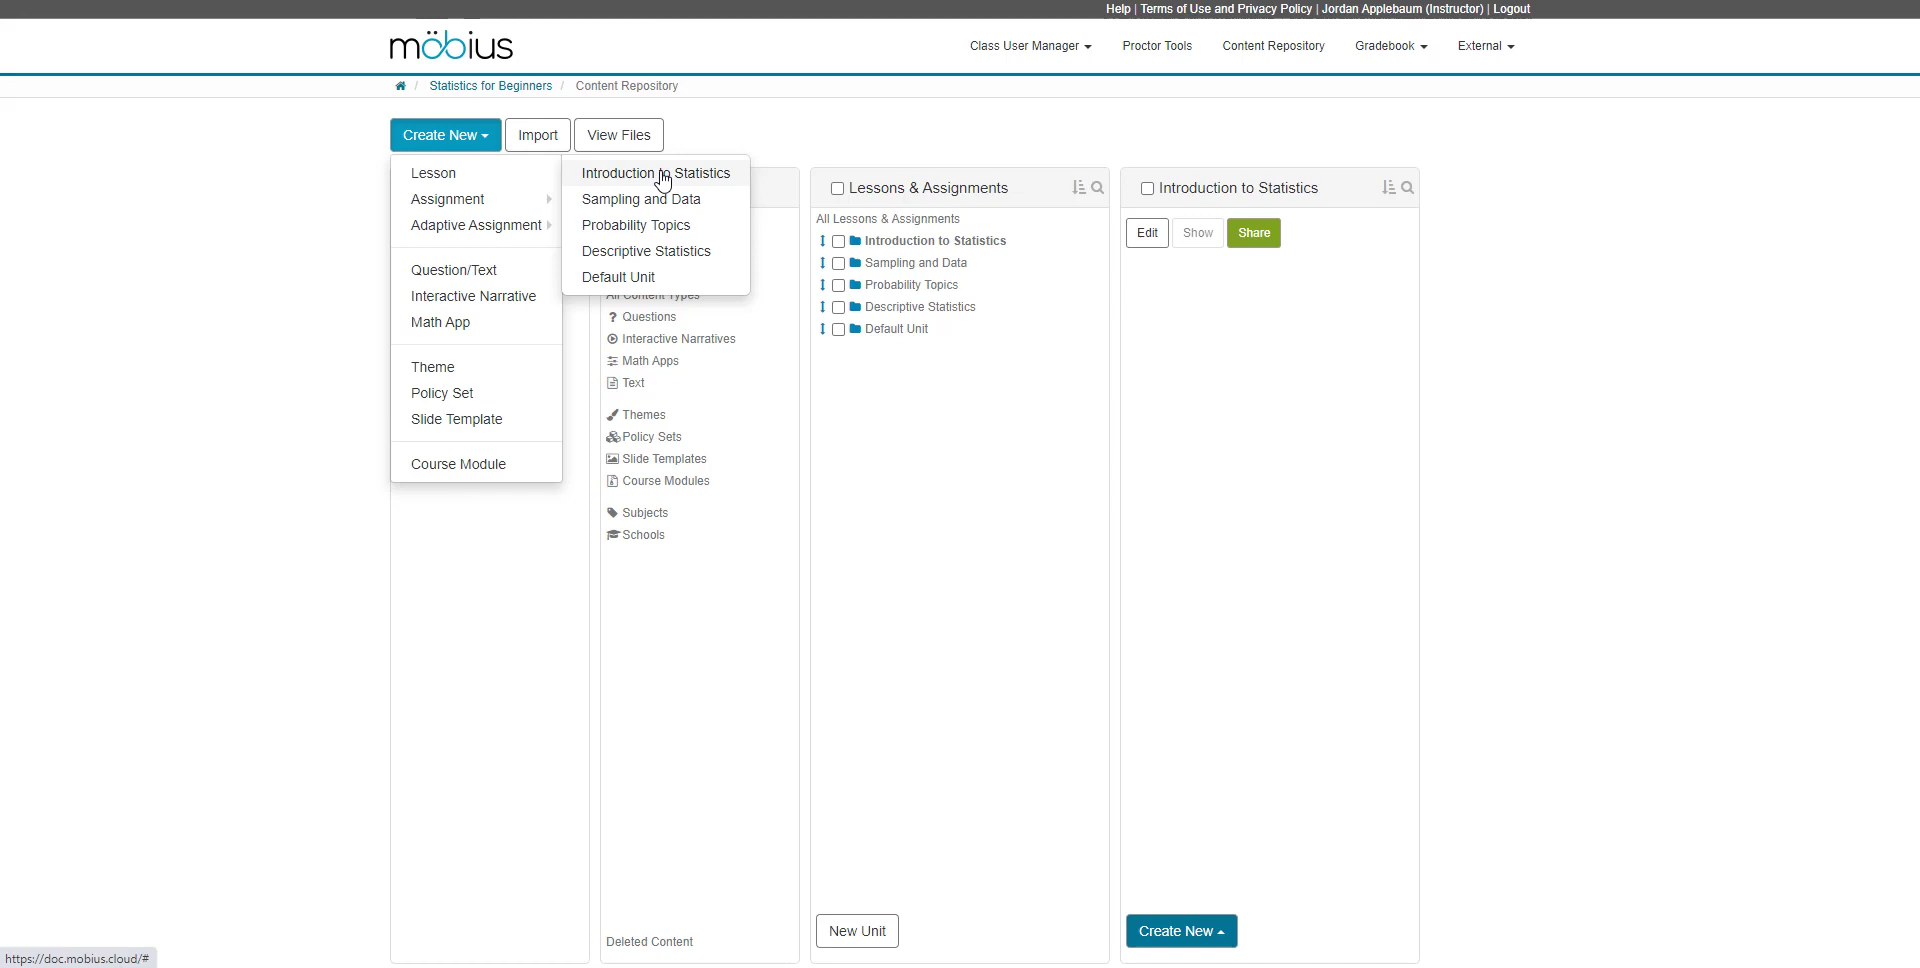 Help | Terms of Use and Privacy Policy | Jordan Applebaum (Instructor) | Logout
möbius
Class User Manager
Proctor Tools
Content Repository
Gradebook
External
Statistics for Beginners / Content Repository
Create New
Import
View Files
Lesson
Assignment
Adaptive Assignment
Question/Text
Interactive Narrative
Math App
Theme
Policy Set
Slide Template
Course Module
Introduction to Statistics
Sampling and Data
Probability Topics
Descriptive Statistics
Default Unit
All Content Types
Questions
Interactive Narratives
Math Apps
Text
Themes
Policy Sets
Slide Templates
Course Modules
Subjects
Schools
Deleted Content
Lessons & Assignments
All Lessons & Assignments
Introduction to Statistics
Sampling and Data
Probability Topics
Descriptive Statistics
Default Unit
New Unit
Introduction to Statistics
Edit
Show
Share
Create New
https://doc.mobius.cloud/#